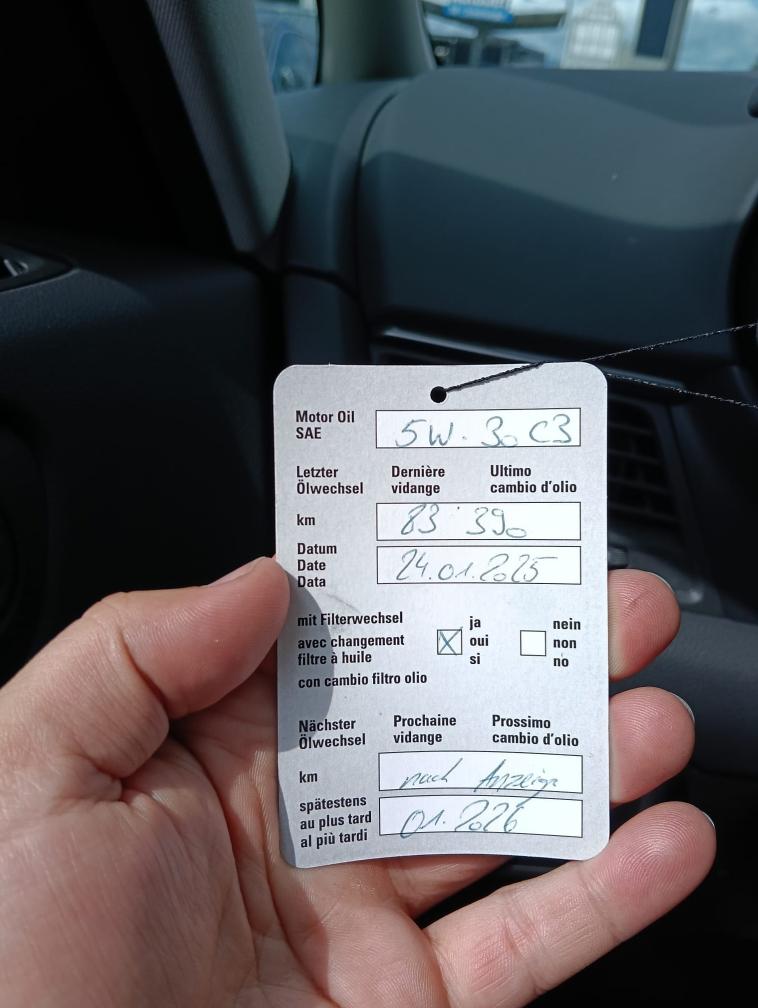 Motor Oil
SAE
5W-30 C3
Letzter Dernière Ultimo
Ölwechsel vidange cambio d'olio
km 83'390
Datum
Date
Data
24.01.2025
mit Filterwechsel
avec changement
filtre à huile
con cambio filtro olio
ja
oui
si
nein
non
no
Nächster Prochaine Prossimo
Ölwechsel vidange cambio d'olio
km nach Anzeige
spätestens
au plus tard
al più tardi
01.2026